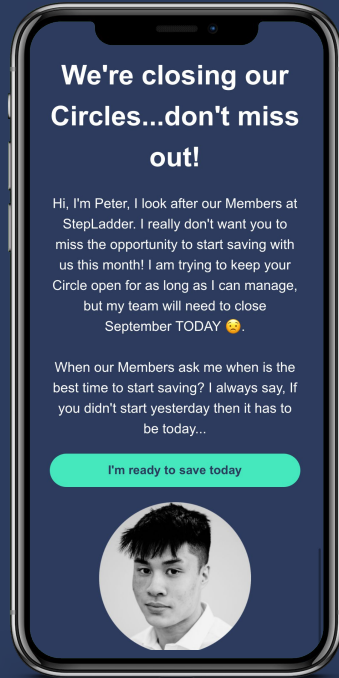 We're closing our
Circles...don't miss
out!
Hi, I'm Peter, I look after our Members at
StepLadder. I really don't want you to
miss the opportunity to start saving with
us this month! I am trying to keep your
Circle open for as long as I can manage,
but my team will need to close
September TODAY 😟.
When our Members ask me when is the
best time to start saving? I always say, If
you didn't start yesterday then it has to
be today...
I'm ready to save today